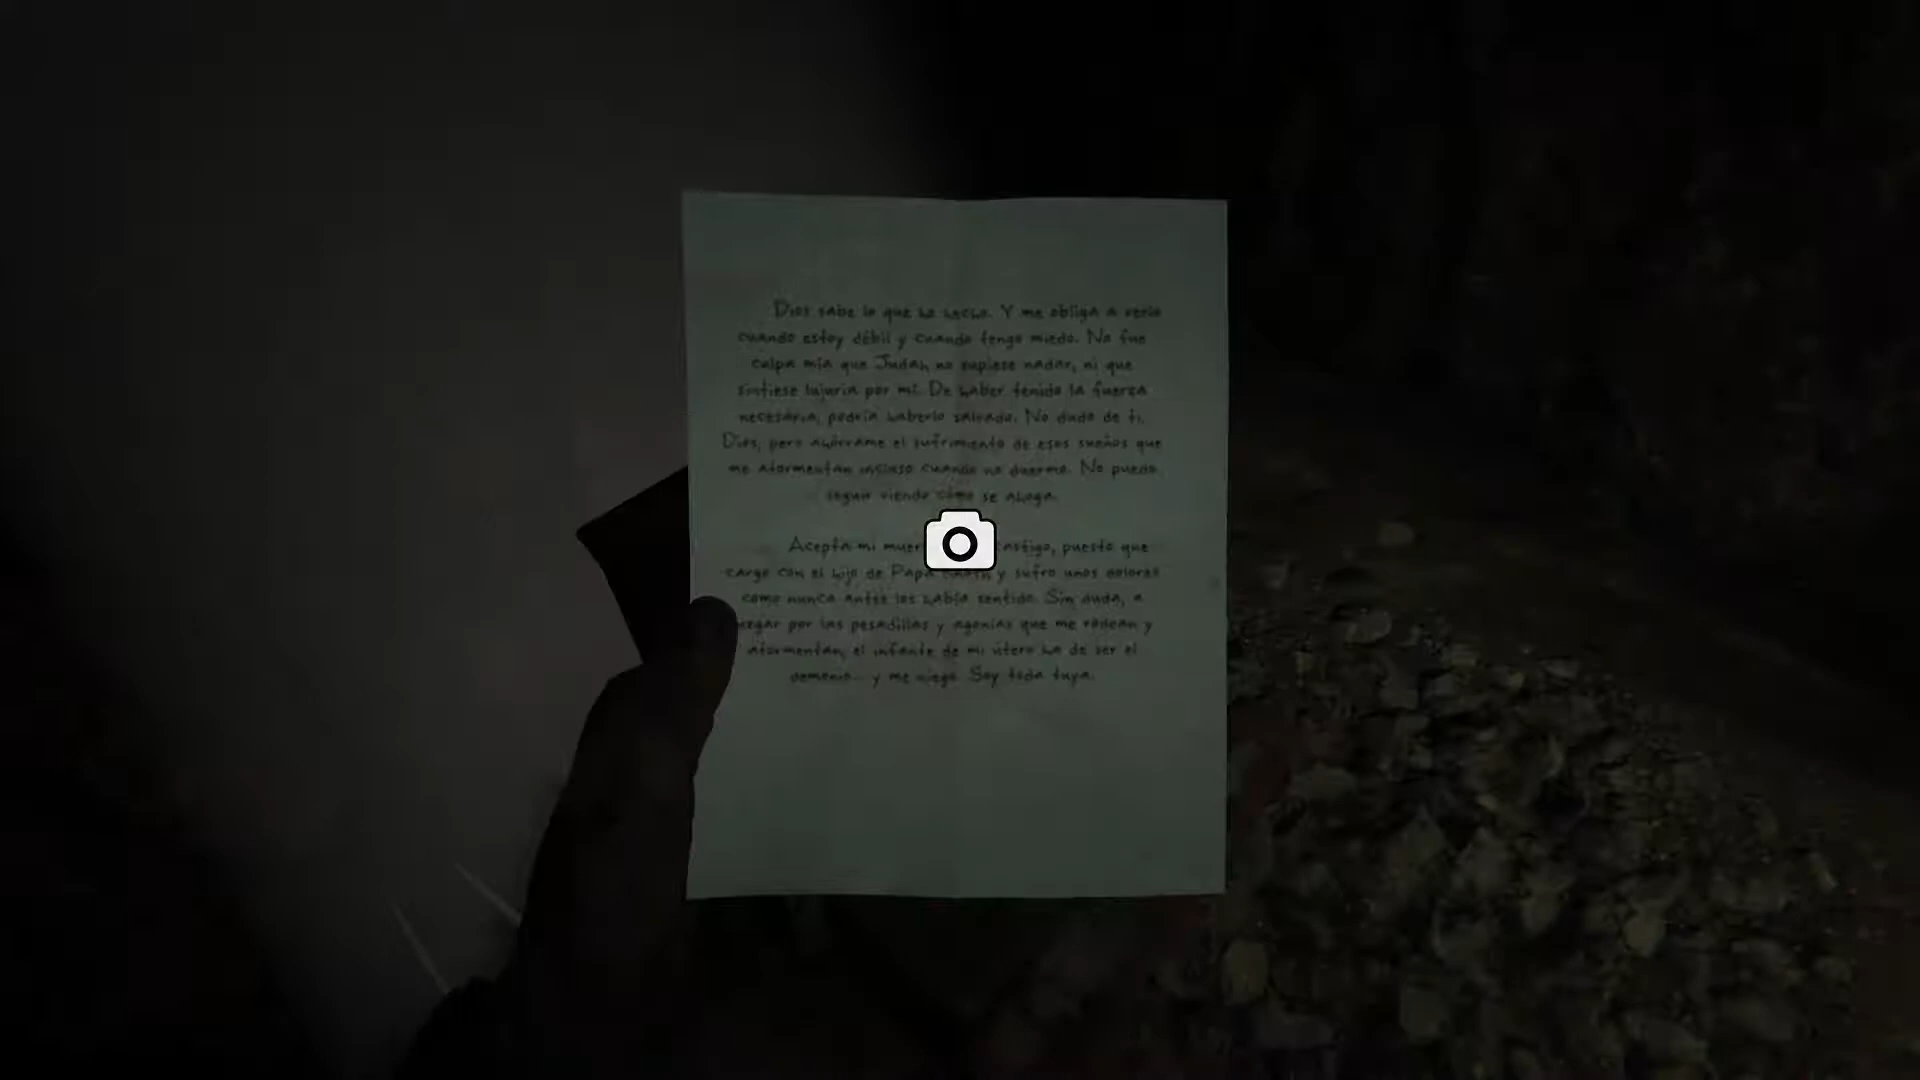 Dios sabe lo que he hecho. Y me obliga a verlo
cuando estoy débil y cuando tengo miedo. No fue
culpa mía que Judah no supiese nadar, ni que
sintiese lujuria por mí. De haber tenido la fuerza
necesaria, podría haberlo salvado. No dudo de ti,
Dios, pero ahórrame el sufrimiento de esos sueños que
me atormentan incluso cuando no duermo. No puedo
seguir viendo cómo se ahoga.
Acepta mi castigo, puesto que
cargo con el hijo de Papá y sufro unos dolores
como nunca antes los había sentido. Sin duda, a
por las pesadillas y agonías que me rodean y
atormentan, el infante de mi útero ha de ser el
demonio... y me niego. Soy toda tuya.